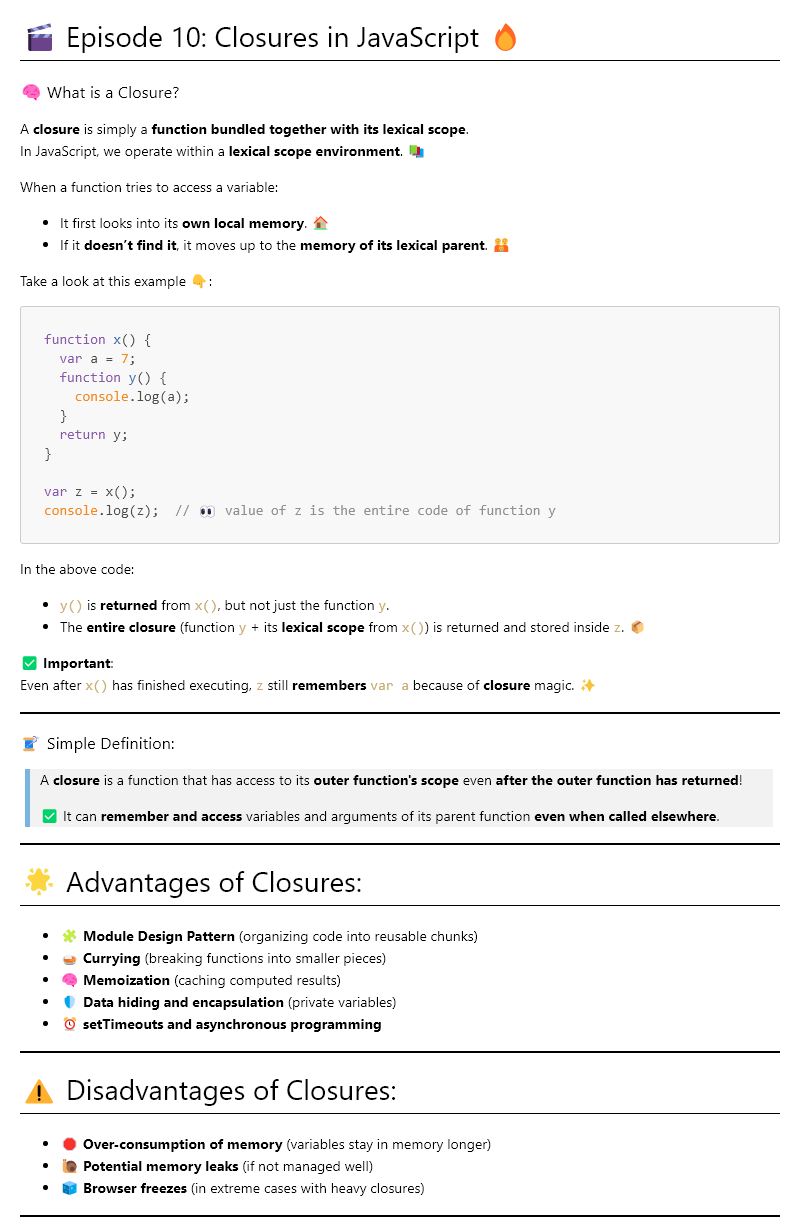 🎬 Episode 10: Closures in JavaScript 🔥
🧠 What is a Closure?
A closure is simply a function bundled together with its lexical scope.
In JavaScript, we operate within a lexical scope environment. 📚
When a function tries to access a variable:
• It first looks into its own local memory. 🏠
• If it doesn’t find it, it moves up to the memory of its lexical parent. 👪
Take a look at this example 👇:
function x() {
  var a = 7;
  function y() {
    console.log(a);
  }
  return y;
}
var z = x();
console.log(z);  // 👀 value of z is the entire code of function y
In the above code:
• y() is returned from x(), but not just the function y.
• The entire closure (function y + its lexical scope from x()) is returned and stored inside z. 📦
✅ Important:
Even after x() has finished executing, z still remembers var a because of closure magic. ✨
🧵 Simple Definition:
A closure is a function that has access to its outer function's scope even after the outer function has returned!
✅ It can remember and access variables and arguments of its parent function even when called elsewhere.
🌟 Advantages of Closures:
• 🧩 Module Design Pattern (organizing code into reusable chunks)
• 🍛 Currying (breaking functions into smaller pieces)
• 🧠 Memoization (caching computed results)
• 🛡️ Data hiding and encapsulation (private variables)
• ⏰ setTimeouts and asynchronous programming
⚠️ Disadvantages of Closures:
• 🛑 Over-consumption of memory (variables stay in memory longer)
• 🐌 Potential memory leaks (if not managed well)
• 🧊 Browser freezes (in extreme cases with heavy closures)